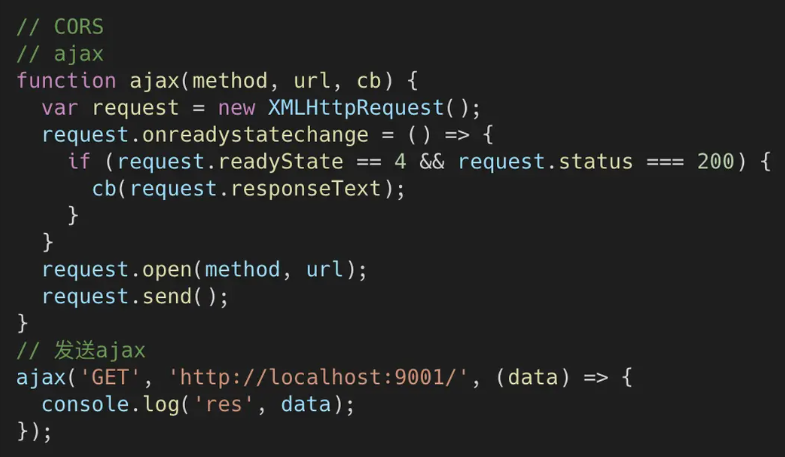 // CORS
// ajax
function ajax(method, url, cb) {
  var request = new XMLHttpRequest();
  request.onreadystatechange = () => {
    if (request.readyState == 4 && request.status === 200) {
      cb(request.responseText);
    }
  }
  request.open(method, url);
  request.send();
}
// 发送ajax
ajax('GET', 'http://localhost:9001/', (data) => {
  console.log('res', data);
});